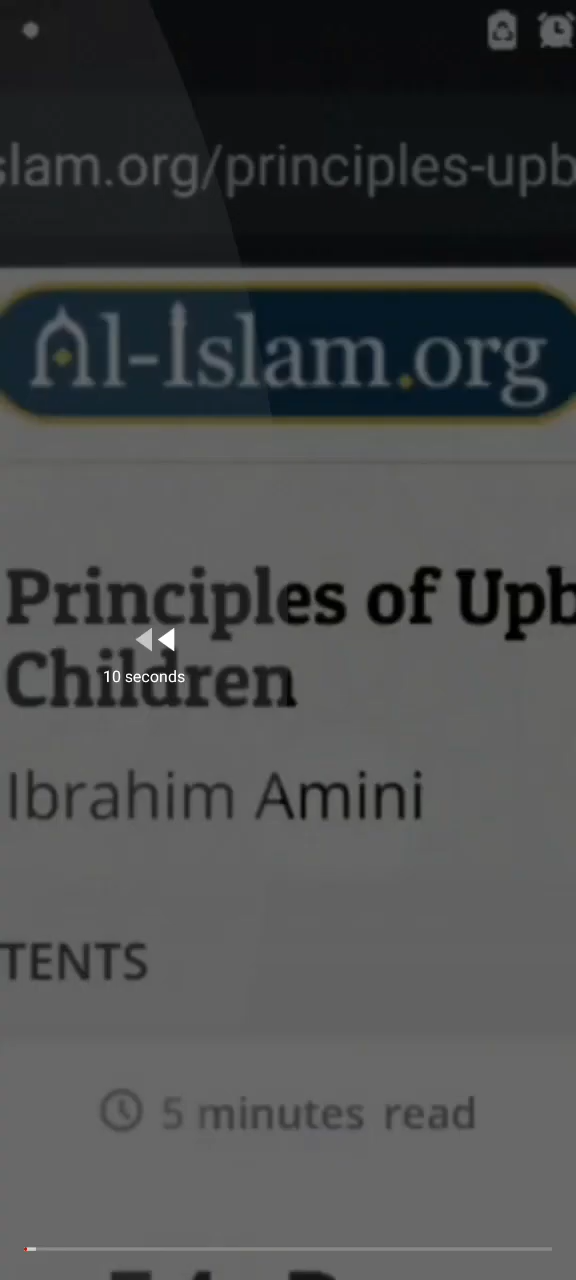 slam.org/principles-upb
Al-Islam.org
Principles of Upb
Children
10 seconds
Ibrahim Amini
TENTS
5 minutes read